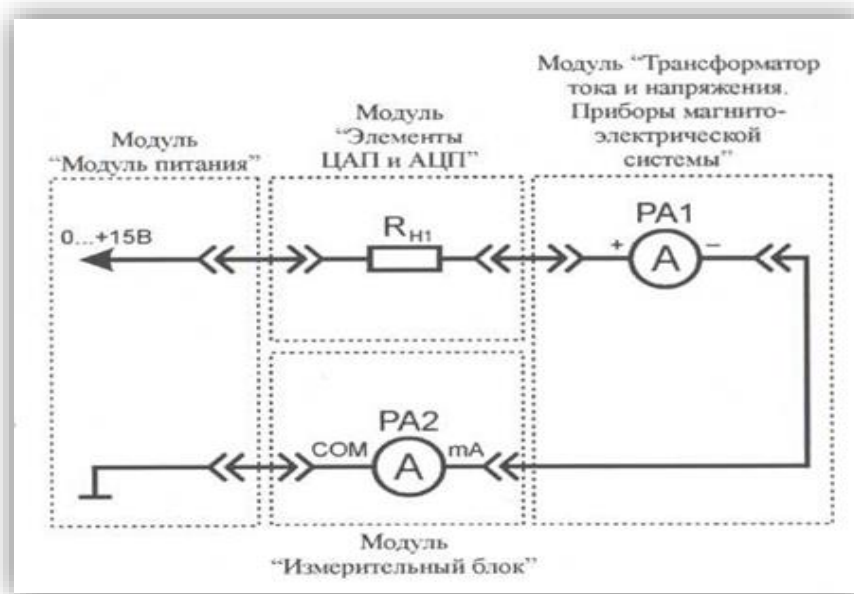 Модуль
“Модуль питания”
Модуль
“Элементы
ЦАП и АЦП”
Модуль “Трансформатор
тока и напряжения.
Приборы магнито-
электрической
системы”
0...+15В
RН1
+
PA1
A
–
PA2
COM
A
mA
Модуль
“Измерительный блок”